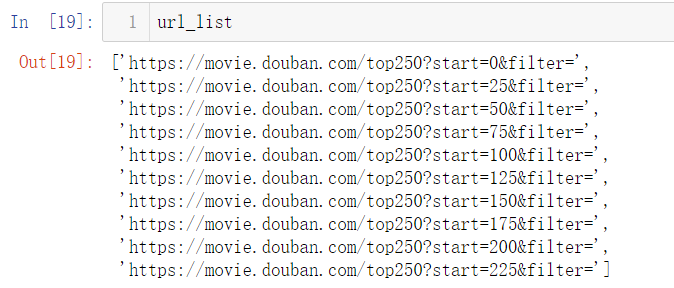 In [19]: 1 url_list
Out[19]: ['https://movie.douban.com/top250?start=0&filter=',
'https://movie.douban.com/top250?start=25&filter=',
'https://movie.douban.com/top250?start=50&filter=',
'https://movie.douban.com/top250?start=75&filter=',
'https://movie.douban.com/top250?start=100&filter=',
'https://movie.douban.com/top250?start=125&filter=',
'https://movie.douban.com/top250?start=150&filter=',
'https://movie.douban.com/top250?start=175&filter=',
'https://movie.douban.com/top250?start=200&filter=',
'https://movie.douban.com/top250?start=225&filter=']